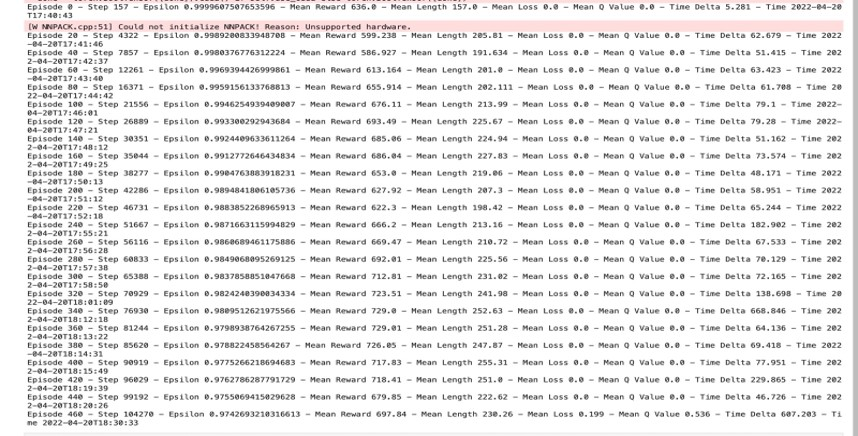 Episode 0 - Step 157 - Epsilon 0.9999607507653596 - Mean Reward 636.0 - Mean Length 157.0 - Mean Loss 0.0 - Mean Q Value 0.0 - Time Delta 5.281 - Time 2022-04-20
T17:40:43
[W NNPACK.cpp:51] Could not initialize NNPACK! Reason: Unsupported hardware.
Episode 20 - Step 4322 - Epsilon 0.9989200833948708 - Mean Reward 599.238 - Mean Length 205.81 - Mean Loss 0.0 - Mean Q Value 0.0 - Time Delta 62.679 - Time 2022
-04-20T17:41:46
Episode 40 - Step 7857 - Epsilon 0.9980376776312224 - Mean Reward 586.927 - Mean Length 191.634 - Mean Loss 0.0 - Mean Q Value 0.0 - Time Delta 51.415 - Time 202
2-04-20T17:42:37
Episode 60 - Step 12261 - Epsilon 0.9969394426999861 - Mean Reward 613.164 - Mean Length 201.0 - Mean Loss 0.0 - Mean Q Value 0.0 - Time Delta 63.423 - Time 202
2-04-20T17:43:40
Episode 80 - Step 16371 - Epsilon 0.9959156133768813 - Mean Reward 655.914 - Mean Length 202.111 - Mean Loss 0.0 - Mean Q Value 0.0 - Time Delta 61.708 - Time 20
22-04-20T17:44:42
Episode 100 - Step 21556 - Epsilon 0.9946254939409007 - Mean Reward 676.11 - Mean Length 213.99 - Mean Loss 0.0 - Mean Q Value 0.0 - Time Delta 79.1 - Time 2022-
04-20T17:46:01
Episode 120 - Step 26889 - Epsilon 0.993300292943684 - Mean Reward 693.49 - Mean Length 225.67 - Mean Loss 0.0 - Mean Q Value 0.0 - Time Delta 79.28 - Time 2022-
04-20T17:47:21
Episode 140 - Step 30351 - Epsilon 0.9924409633611264 - Mean Reward 685.06 - Mean Length 224.94 - Mean Loss 0.0 - Mean Q Value 0.0 - Time Delta 51.162 - Time 202
2-04-20T17:48:12
Episode 160 - Step 35044 - Epsilon 0.9912772646434834 - Mean Reward 686.04 - Mean Length 227.83 - Mean Loss 0.0 - Mean Q Value 0.0 - Time Delta 73.574 - Time 202
2-04-20T17:49:25
Episode 180 - Step 38277 - Epsilon 0.9904763883918231 - Mean Reward 653.0 - Mean Length 219.06 - Mean Loss 0.0 - Mean Q Value 0.0 - Time Delta 48.171 - Time 2022
-04-20T17:50:13
Episode 200 - Step 42286 - Epsilon 0.9894841806105736 - Mean Reward 627.92 - Mean Length 207.3 - Mean Loss 0.0 - Mean Q Value 0.0 - Time Delta 58.951 - Time 2022
-04-20T17:51:12
Episode 220 - Step 46731 - Epsilon 0.9883852268965913 - Mean Reward 622.3 - Mean Length 198.42 - Mean Loss 0.0 - Mean Q Value 0.0 - Time Delta 65.244 - Time 2022
-04-20T17:52:18
Episode 240 - Step 51667 - Epsilon 0.9871663115994829 - Mean Reward 666.2 - Mean Length 213.16 - Mean Loss 0.0 - Mean Q Value 0.0 - Time Delta 182.902 - Time 202
2-04-20T17:55:21
Episode 260 - Step 56116 - Epsilon 0.9860689461175886 - Mean Reward 669.47 - Mean Length 210.72 - Mean Loss 0.0 - Mean Q Value 0.0 - Time Delta 67.533 - Time 202
2-04-20T17:56:28
Episode 280 - Step 60833 - Epsilon 0.9849068095269125 - Mean Reward 692.01 - Mean Length 225.56 - Mean Loss 0.0 - Mean Q Value 0.0 - Time Delta 70.129 - Time 202
2-04-20T17:57:38
Episode 300 - Step 65388 - Epsilon 0.9837858851047668 - Mean Reward 712.81 - Mean Length 231.02 - Mean Loss 0.0 - Mean Q Value 0.0 - Time Delta 72.165 - Time 202
2-04-20T17:58:50
Episode 320 - Step 70929 - Epsilon 0.9824240390034334 - Mean Reward 723.51 - Mean Length 241.98 - Mean Loss 0.0 - Mean Q Value 0.0 - Time Delta 138.698 - Time 20
22-04-20T18:01:09
Episode 340 - Step 76930 - Epsilon 0.9809512621975966 - Mean Reward 729.0 - Mean Length 252.63 - Mean Loss 0.0 - Mean Q Value 0.0 - Time Delta 668.846 - Time 202
2-04-20T18:12:18
Episode 360 - Step 81244 - Epsilon 0.9798938764267255 - Mean Reward 729.01 - Mean Length 251.28 - Mean Loss 0.0 - Mean Q Value 0.0 - Time Delta 64.136 - Time 202
2-04-20T18:13:22
Episode 380 - Step 85620 - Epsilon 0.978822458564267 - Mean Reward 726.05 - Mean Length 247.87 - Mean Loss 0.0 - Mean Q Value 0.0 - Time Delta 69.418 - Time 2022
-04-20T18:14:31
Episode 400 - Step 90919 - Epsilon 0.9775266218694683 - Mean Reward 717.83 - Mean Length 255.31 - Mean Loss 0.0 - Mean Q Value 0.0 - Time Delta 77.951 - Time 202
2-04-20T18:15:49
Episode 420 - Step 96029 - Epsilon 0.9762786287791729 - Mean Reward 718.41 - Mean Length 251.0 - Mean Loss 0.0 - Mean Q Value 0.0 - Time Delta 229.865 - Time 202
2-04-20T18:19:39
Episode 440 - Step 99192 - Epsilon 0.9755069415029628 - Mean Reward 679.85 - Mean Length 222.62 - Mean Loss 0.0 - Mean Q Value 0.0 - Time Delta 46.726 - Time 202
2-04-20T18:20:26
Episode 460 - Step 104270 - Epsilon 0.9742693210316613 - Mean Reward 697.84 - Mean Length 230.26 - Mean Loss 0.199 - Mean Q Value 0.536 - Time Delta 607.203 - Ti
me 2022-04-20T18:30:33